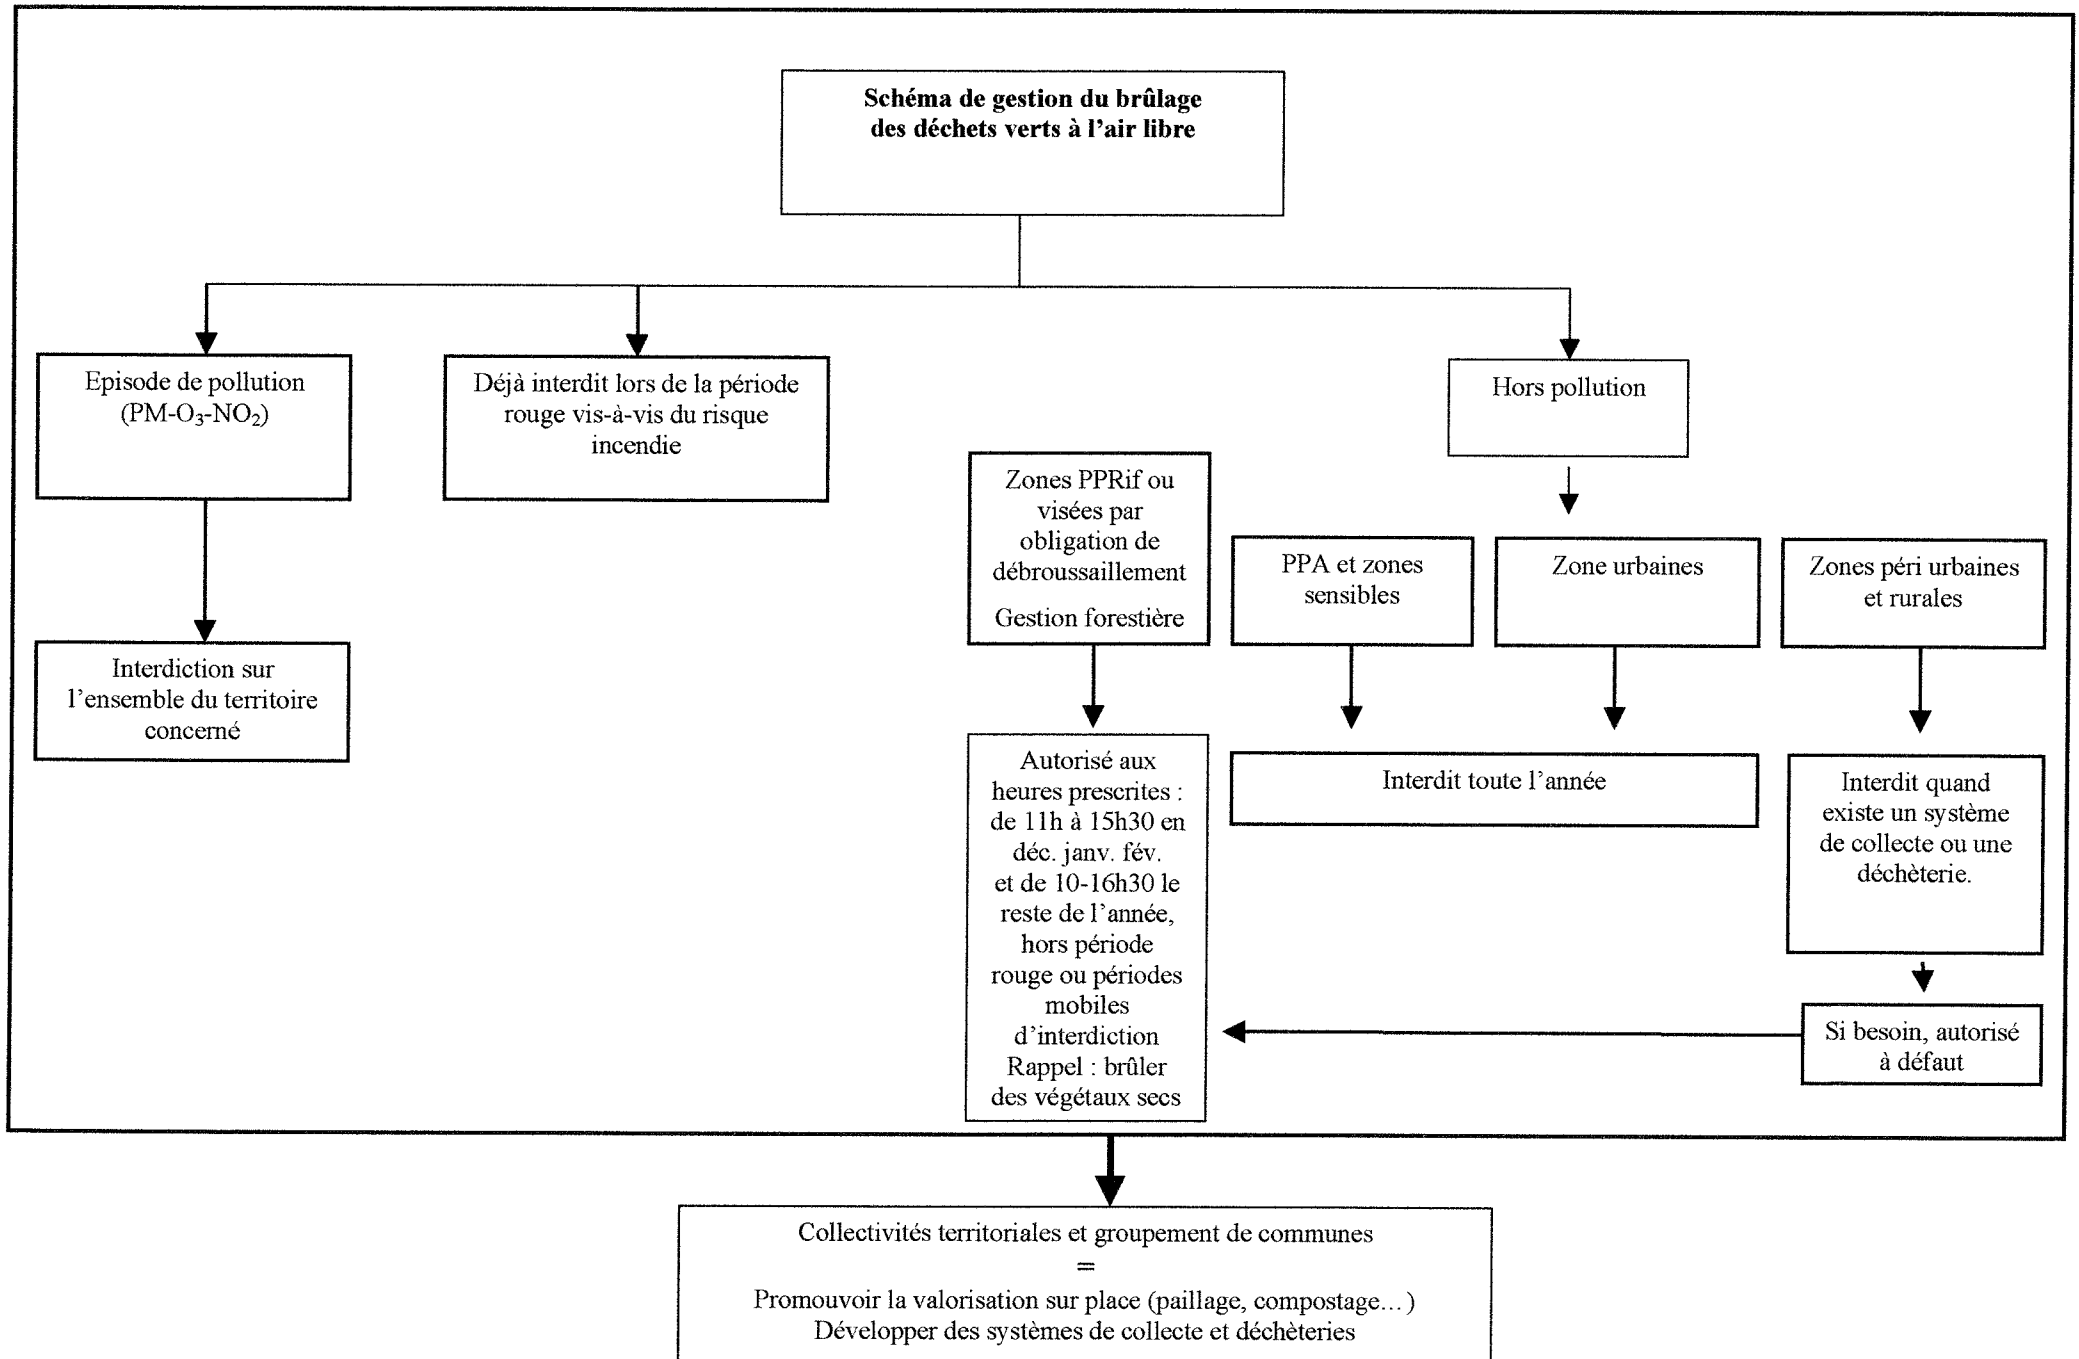 Schéma de gestion du brûlage
des déchets verts à l'air libre
Episode de pollution
(PM-O₃-NO₂)
Déjà interdit lors de la période
rouge vis-à-vis du risque
incendie
Hors pollution
Zones PPRif ou
visées par
obligation de
débroussaillement
Gestion forestière
PPA et zones
sensibles
Zone urbaines
Zones péri urbaines
et rurales
Interdiction sur
l'ensemble du territoire
concerné
Autorisé aux
heures prescrites :
de 11h à 15h30 en
déc. janv. fév.
et de 10-16h30 le
reste de l'année,
hors période
rouge ou périodes
mobiles
d'interdiction
Rappel : brûler
des végétaux secs
Interdit toute l'année
Interdit quand
existe un système
de collecte ou une
déchèterie.
Si besoin, autorisé
à défaut
Collectivités territoriales et groupement de communes
=
Promouvoir la valorisation sur place (paillage, compostage…)
Développer des systèmes de collecte et déchèteries